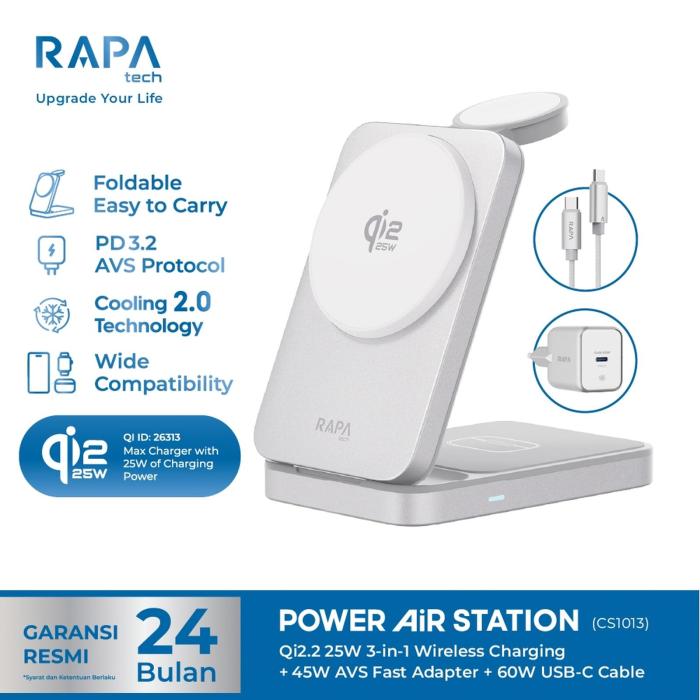 RAPA
tech
Upgrade Your Life
Foldable
Easy to Carry
PD 3.2
AVS Protocol
Cooling 2.0
Technology
Wide
Compatibility
qi2
25W
QI ID: 26313
Max Charger with
25W of Charging
Power
qi2
25W
RAPA
tech
RAPA
RAPA
GARANSI
RESMI
*Syarat dan Ketentuan Berlaku
24
Bulan
POWER AiR STATION (CS1013)
Qi2.2 25W 3-in-1 Wireless Charging
+ 45W AVS Fast Adapter + 60W USB-C Cable